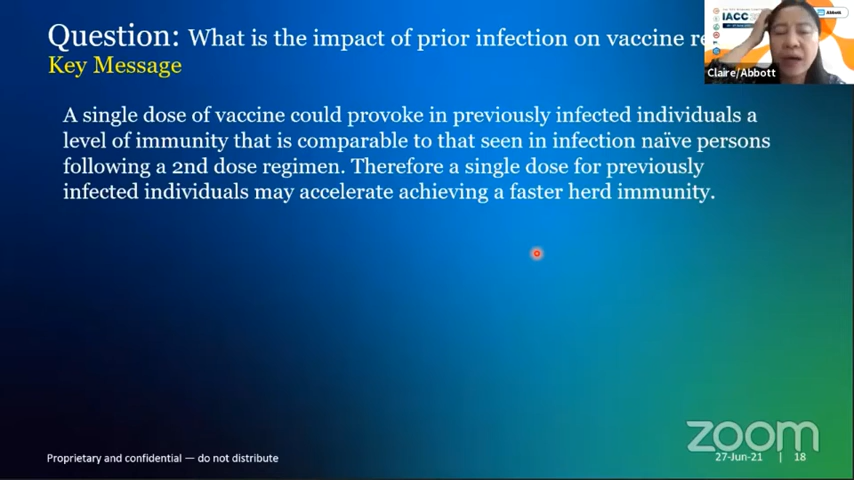 Question: What is the impact of prior infection on vaccine
Key Message
IACC
Abbott
Claire/Abbott
A single dose of vaccine could provoke in previously infected individuals a
level of immunity that is comparable to that seen in infection naïve persons
following a 2nd dose regimen. Therefore a single dose for previously
infected individuals may accelerate achieving a faster herd immunity.
zoom
Proprietary and confidential — do not distribute
27-Jun-21 | 18